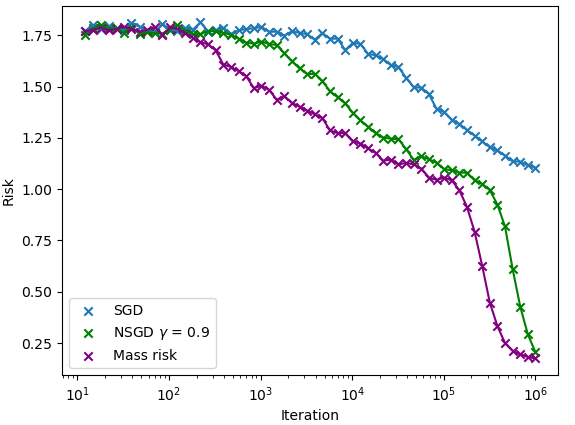 1.75
1.50
1.25
1.00
0.75
0.50
0.25
Risk
SGD
NSGD γ = 0.9
Mass risk
10¹ 10² 10³ 10⁴ 10⁵ 10⁶
Iteration